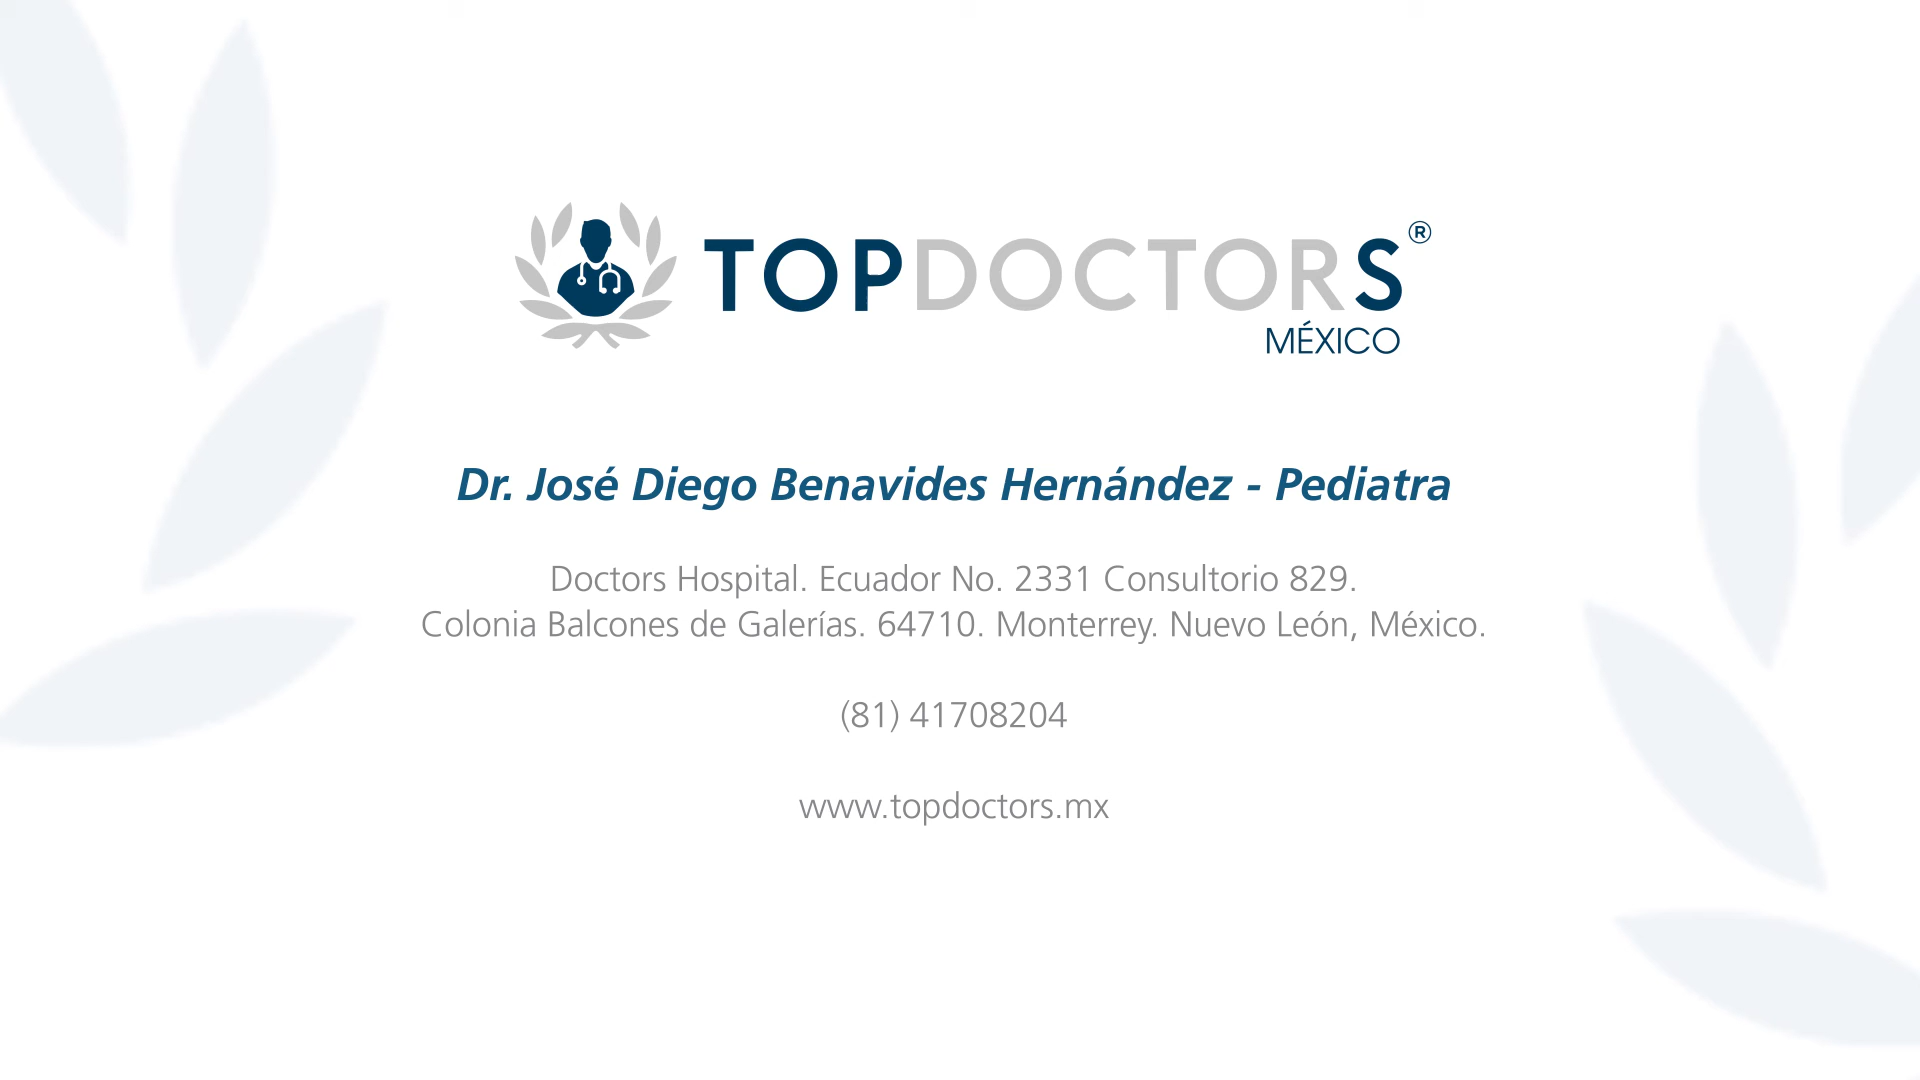 TOPDOCTORS®
MÉXICO
Dr. José Diego Benavides Hernández - Pediatra
Doctors Hospital. Ecuador No. 2331 Consultorio 829.
Colonia Balcones de Galerías. 64710. Monterrey. Nuevo León, México.
(81) 41708204
www.topdoctors.mx